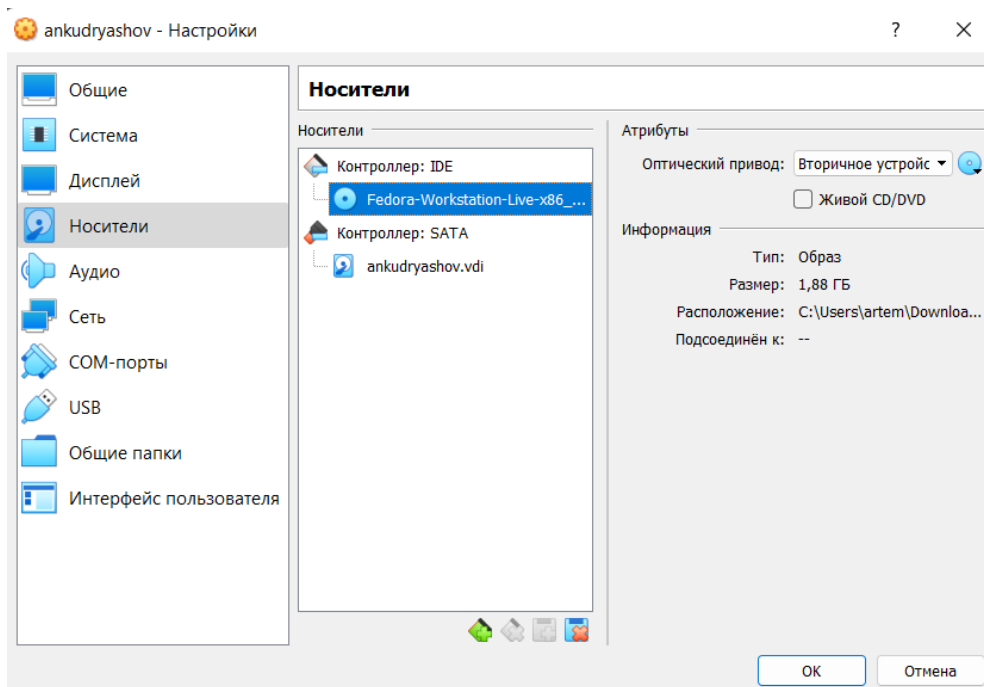 ankudryashov - Настройки
?
Общие
Система
Дисплей
Носители
Аудио
Сеть
COM-порты
USB
Общие папки
Интерфейс пользователя
Носители
Носители
Контроллер: IDE
Fedora-Workstation-Live-x86_...
Контроллер: SATA
ankudryashov.vdi
Атрибуты
Оптический привод: Вторичное устройс
Живой CD/DVD
Информация
Тип: Образ
Размер: 1,88 ГБ
Расположение: C:\Users\artem\Downloa...
Подсоединён к: --
OK
Отмена